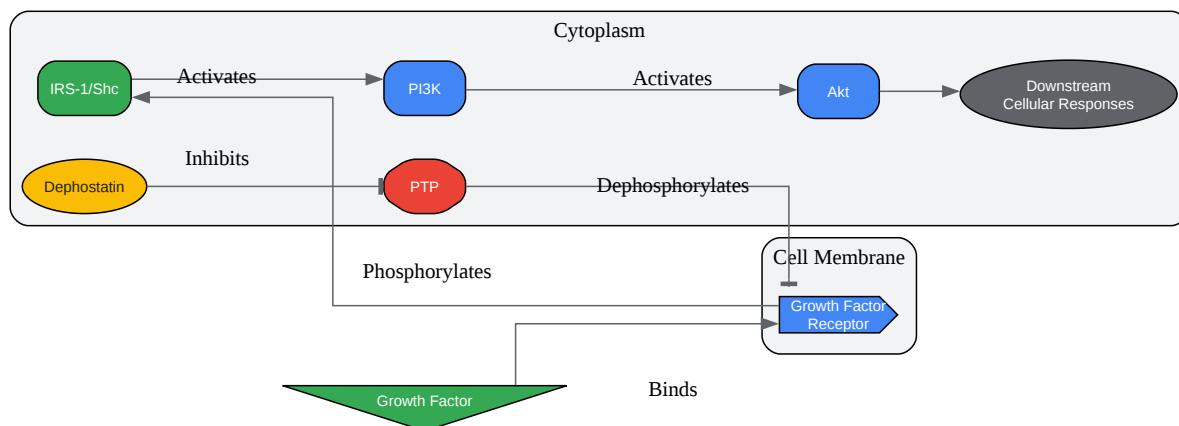 Cytoplasm
IRS-1/Shc
Activates
PI3K
Activates
Akt
Downstream
Cellular Responses
Dephostatin
Inhibits
PTP
Dephosphorylates
Cell Membrane
Phosphorylates
Growth Factor
Receptor
Growth Factor
Binds